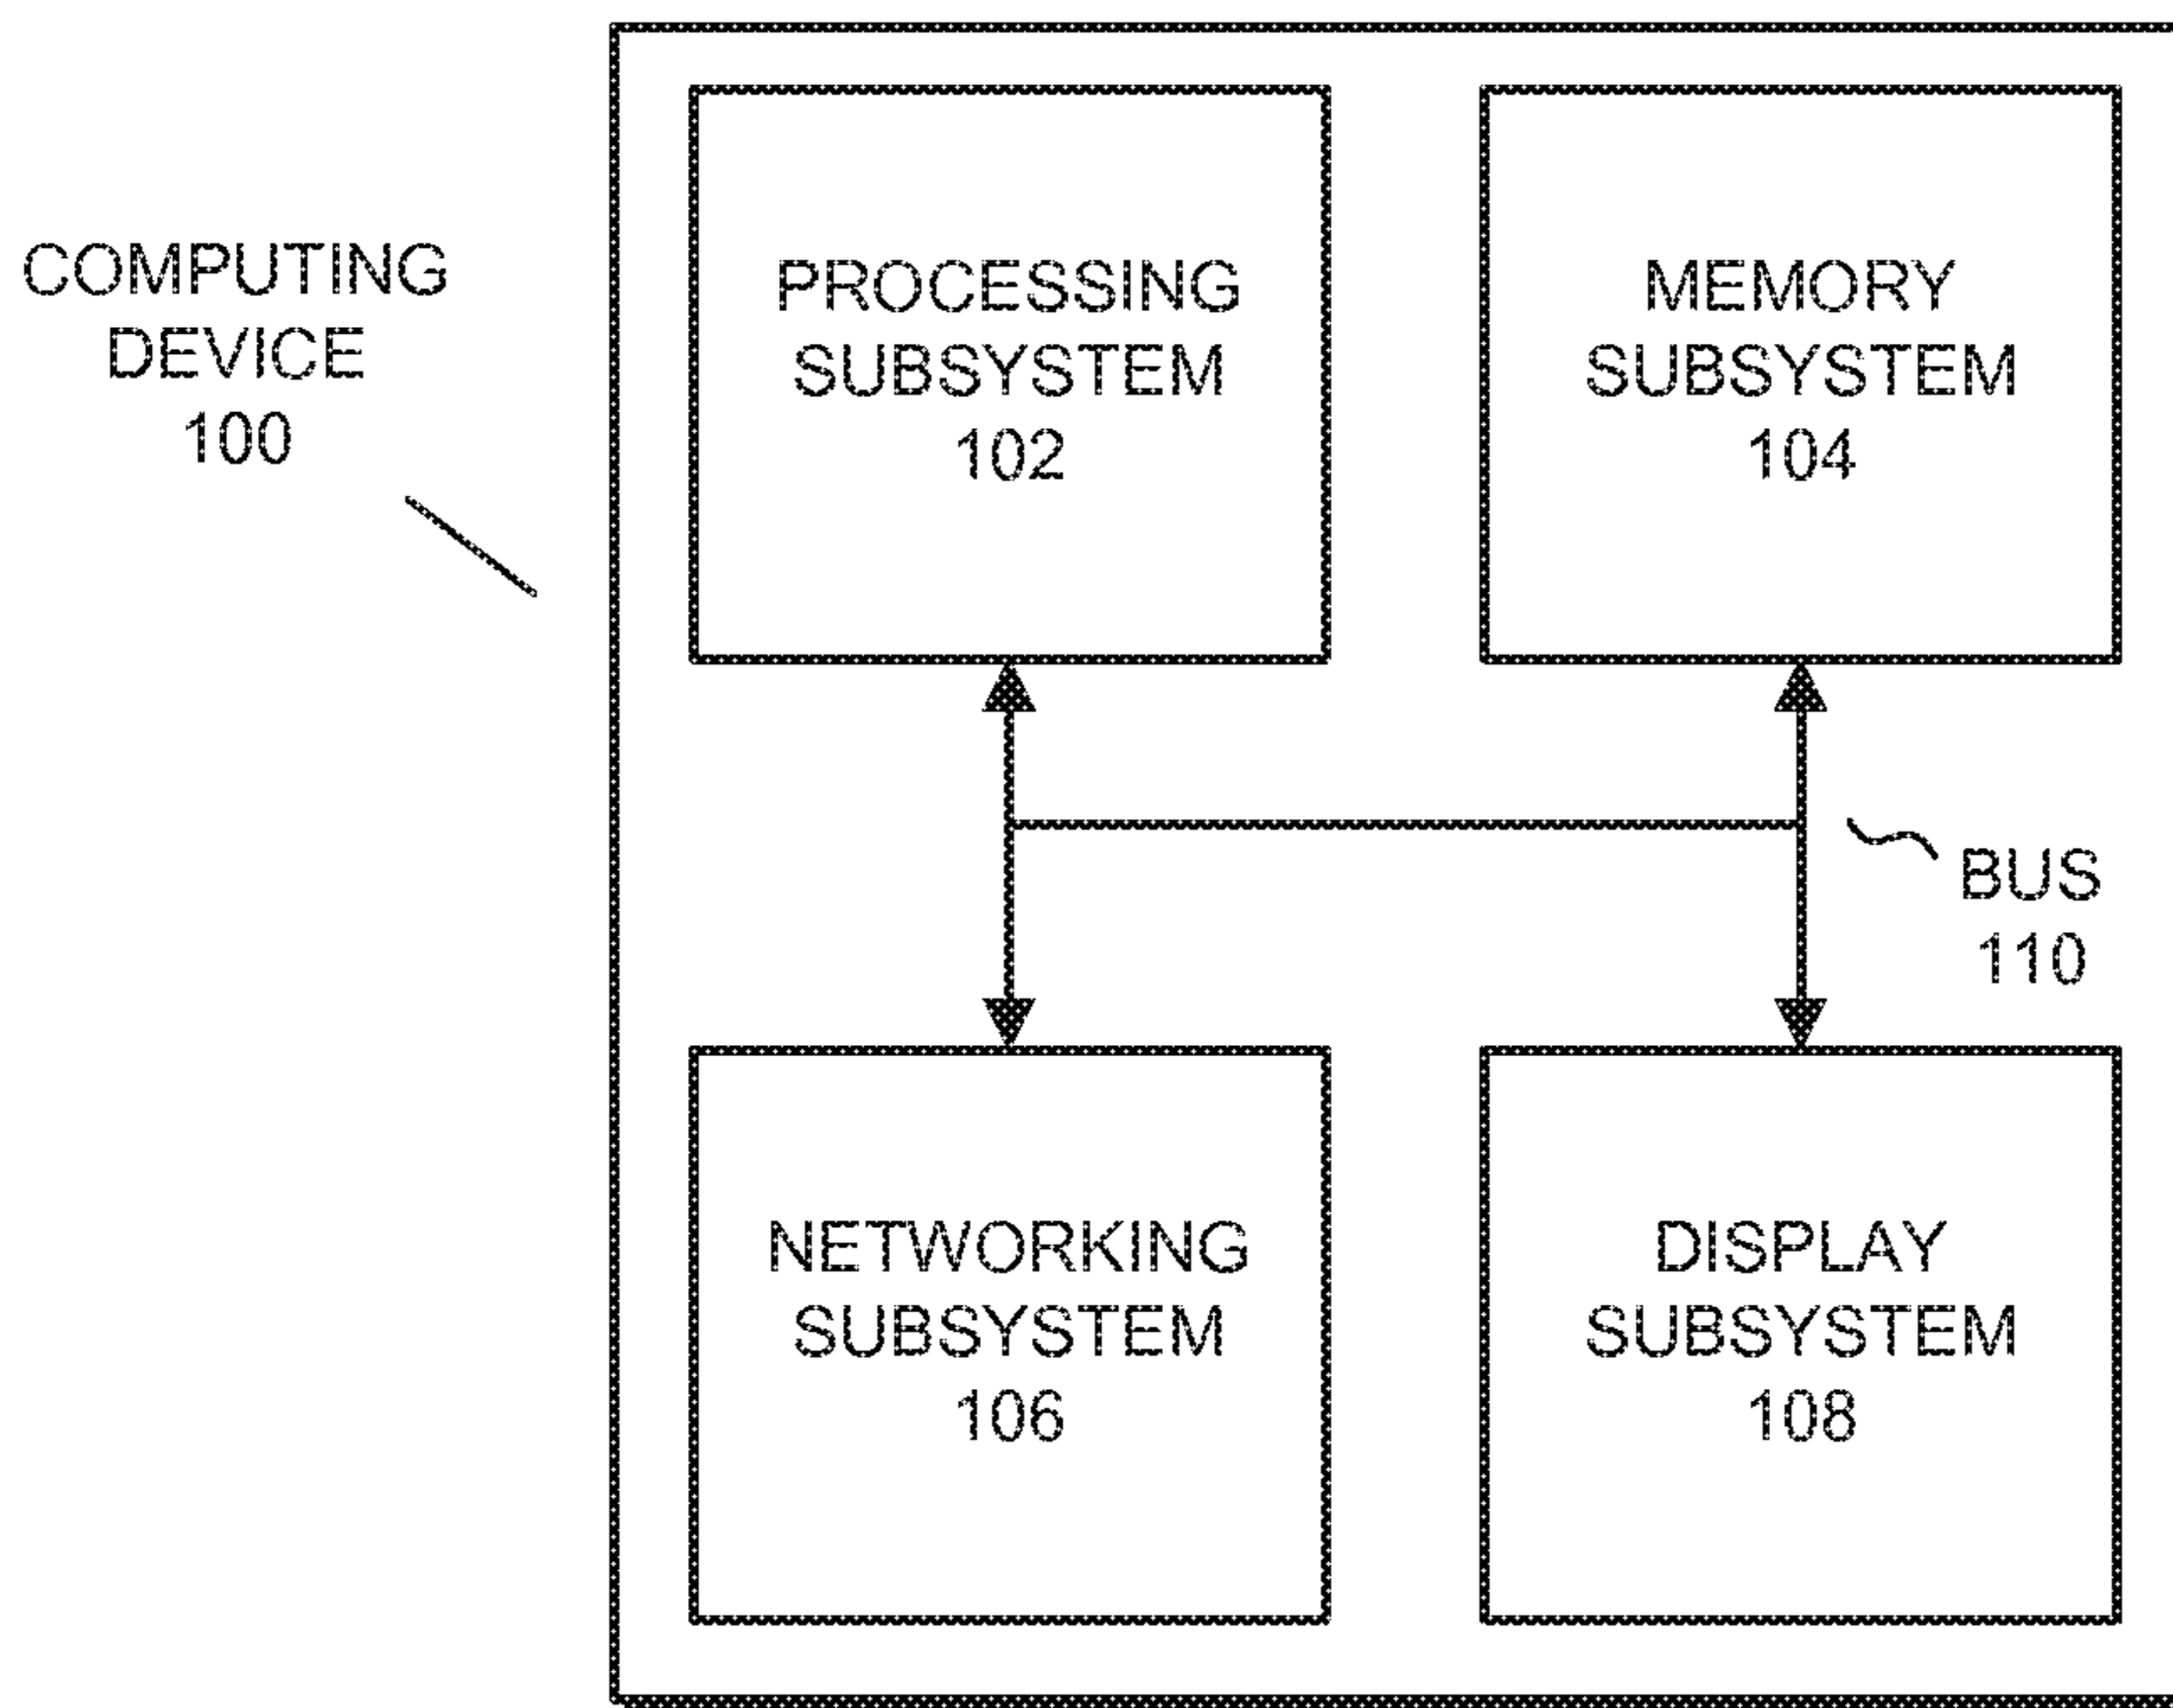 COMPUTING
DEVICE
100
PROCESSING
SUBSYSTEM
102
MEMORY
SUBSYSTEM
104
BUS
110
NETWORKING
SUBSYSTEM
106
DISPLAY
SUBSYSTEM
108